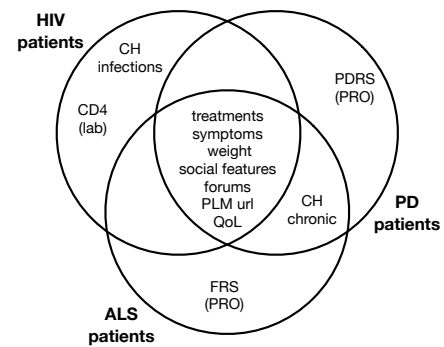 HIV
patients
CH
infections
CD4
(lab)
PDRS
(PRO)
treatments
symptoms
weight
social features
forums
PLM url
QoL
CH
chronic
PD
patients
FRS
(PRO)
ALS
patients